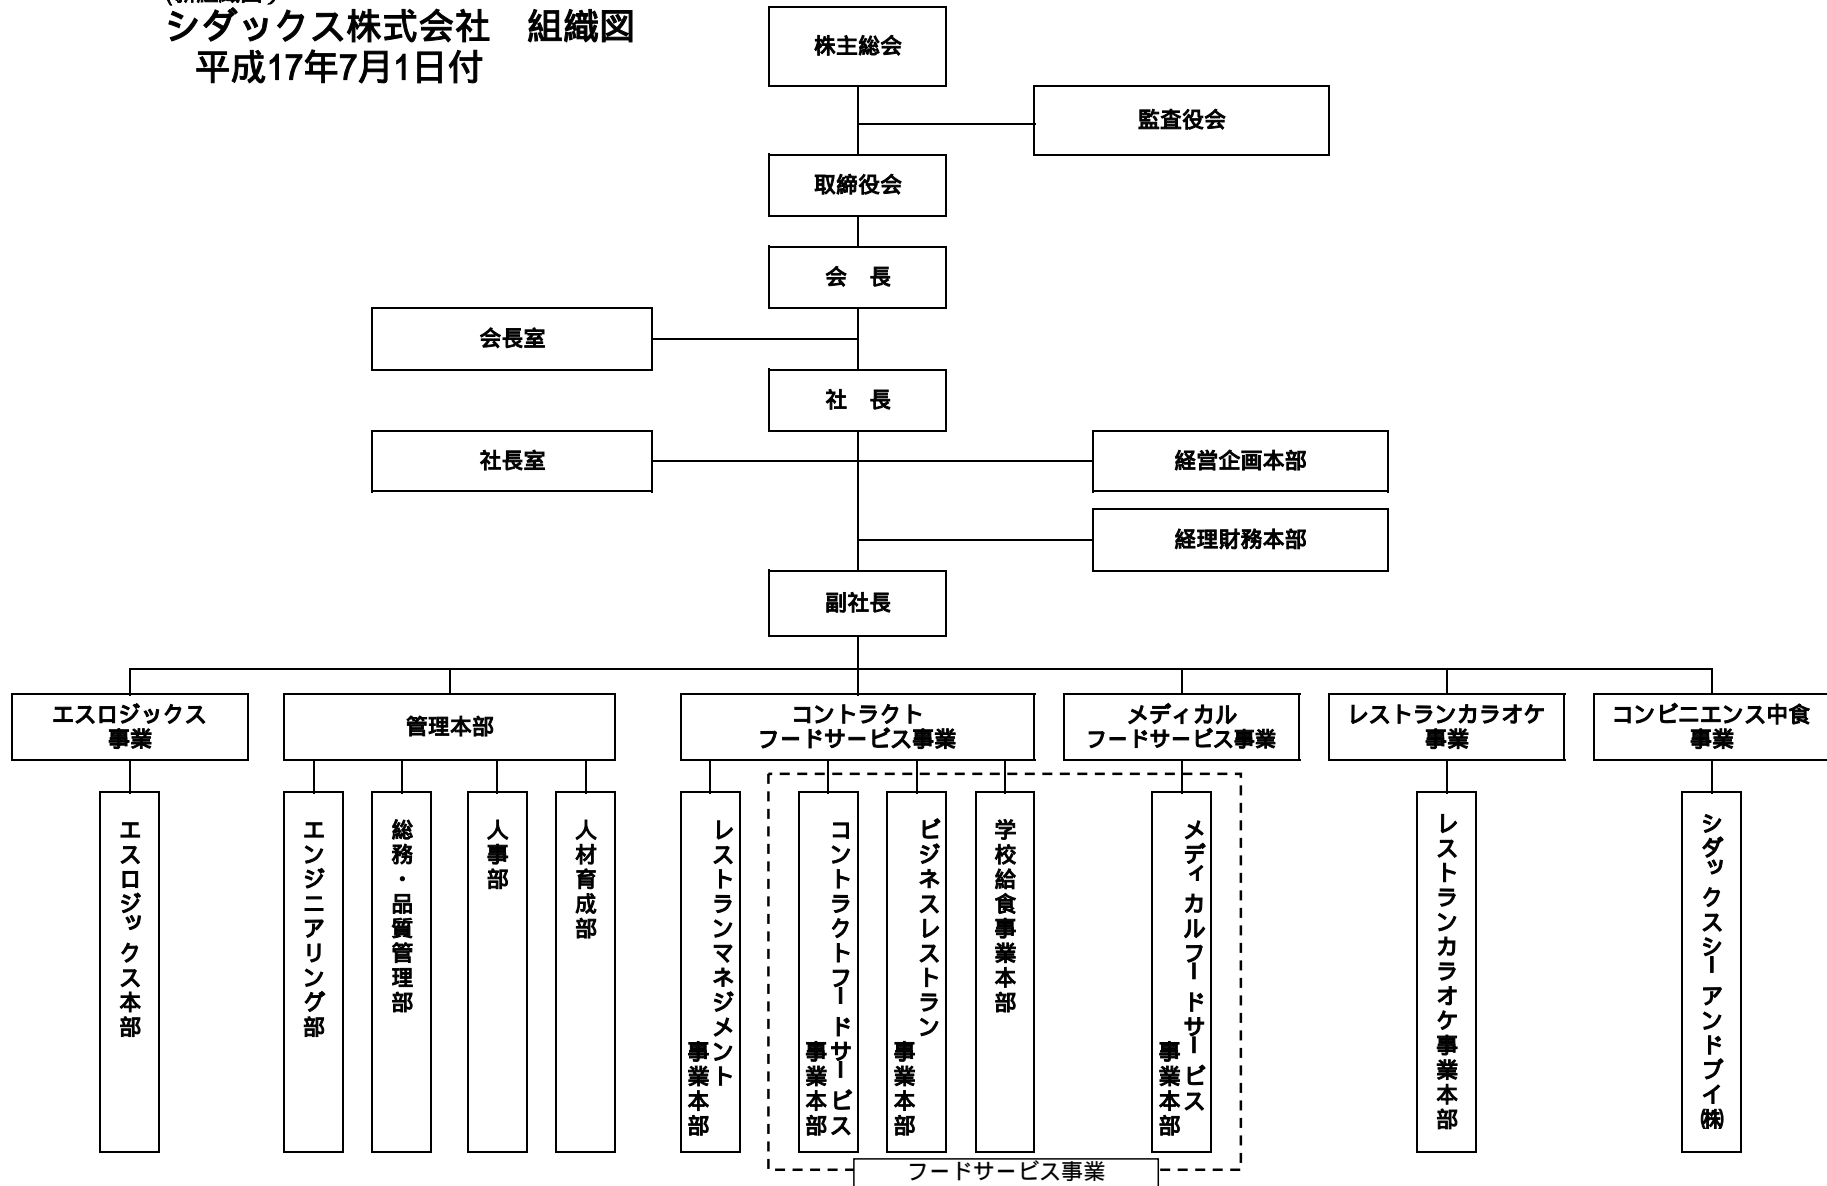 シダックス株式会社　組織図
平成17年7月1日付
株主総会
監査役会
取締役会
会　長
会長室
社　長
社長室
経営企画本部
経理財務本部
副社長
エスロジックス
事業
管理本部
コントラクト
フードサービス事業
メディカル
フードサービス事業
レストランカラオケ
事業
コンビニエンス中食
事業
エスロジックス本部
エンジニアリング部
総務・品質管理部
人事部
人材育成部
レストランマネジメント
事業本部
コントラクトフードサービス
事業本部
ビジネスレストラン
事業本部
学校給食事業本部
メディカルフードサービス
事業本部
レストランカラオケ事業本部
シダックスシーアンドブイ㈱
フードサービス事業